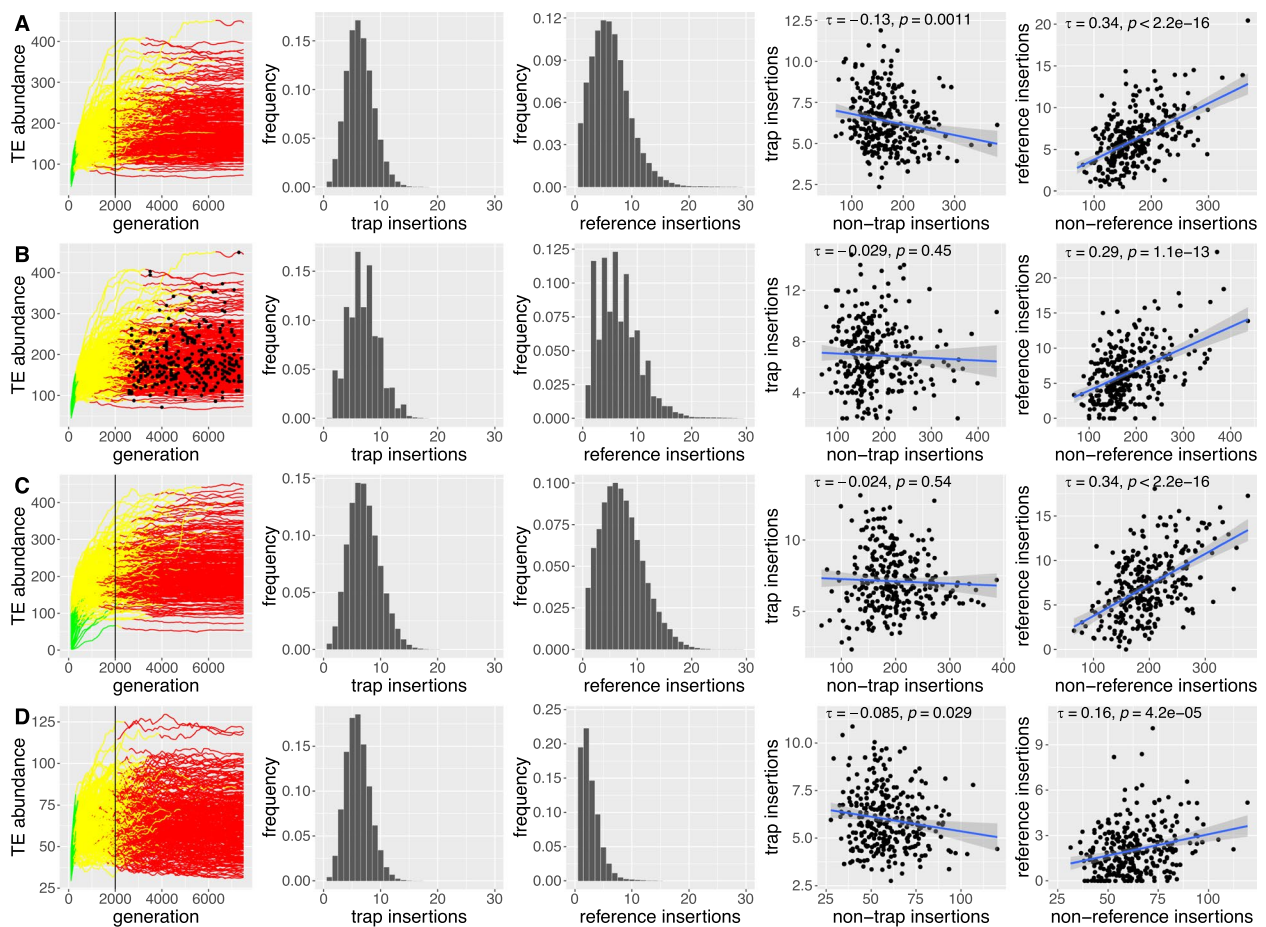 A
TE abundance
400
300
200
100
0 2000 4000 6000
generation
frequency
0.15
0.10
0.05
0.00
0 10 20 30
trap insertions
frequency
0.12
0.09
0.06
0.03
0.00
0 10 20 30
reference insertions
τ = −0.13, p = 0.0011
trap insertions
12.5
10.0
7.5
5.0
2.5
100 200 300
non−trap insertions
τ = 0.34, p < 2.2e−16
reference insertions
20
15
10
5
0
100 200 300
non−reference insertions
B
TE abundance
400
300
200
100
0 2000 4000 6000
generation
frequency
0.15
0.10
0.05
0.00
0 10 20 30
trap insertions
frequency
0.125
0.100
0.075
0.050
0.025
0.000
0 10 20 30
reference insertions
τ = −0.029, p = 0.45
trap insertions
12
8
4
100 200 300 400
non−trap insertions
τ = 0.29, p = 1.1e−13
reference insertions
20
15
10
5
0
100 200 300 400
non−reference insertions
C
TE abundance
400
300
200
100
0
0 2000 4000 6000
generation
frequency
0.15
0.10
0.05
0.00
0 10 20 30
trap insertions
frequency
0.100
0.075
0.050
0.025
0.000
0 10 20 30
reference insertions
τ = −0.024, p = 0.54
trap insertions
10
5
100 200 300 400
non−trap insertions
τ = 0.34, p < 2.2e−16
reference insertions
15
10
5
0
100 200 300
non−reference insertions
D
TE abundance
125
100
75
50
25
0 2000 4000 6000
generation
frequency
0.15
0.10
0.05
0.00
0 10 20 30
trap insertions
frequency
0.25
0.20
0.15
0.10
0.05
0.00
0 10 20 30
reference insertions
τ = −0.085, p = 0.029
trap insertions
10.0
7.5
5.0
2.5
25 50 75 100
non−trap insertions
τ = 0.16, p = 4.2e−05
reference insertions
9
6
3
0
25 50 75 100
non−reference insertions